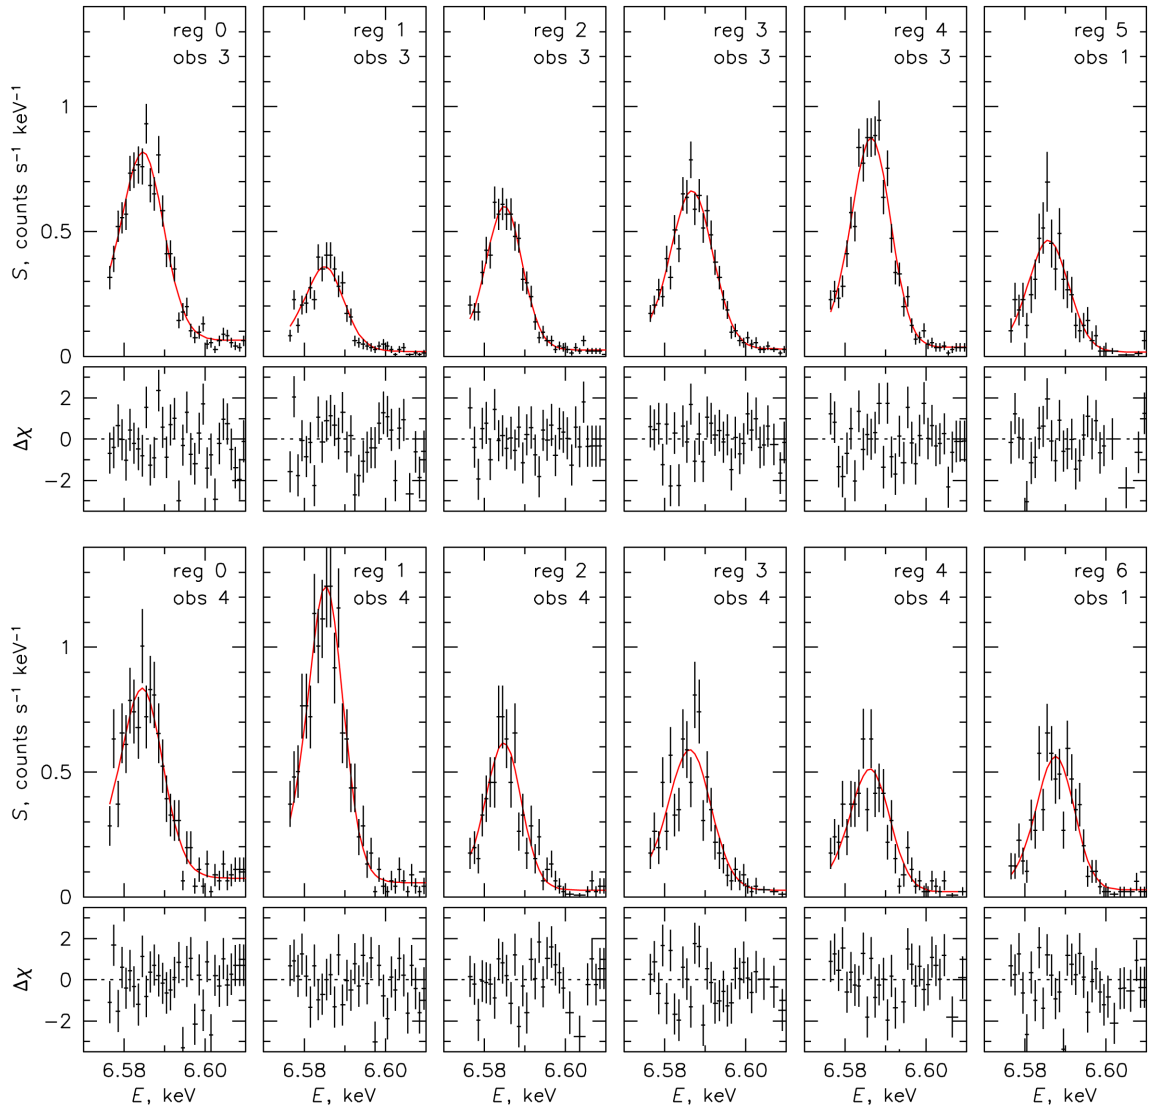 reg 0 reg 1 reg 2 reg 3 reg 4 reg 5
obs 3 obs 3 obs 3 obs 3 obs 3 obs 1
1
0.5
0
S, counts s⁻¹ keV⁻¹
2
0
−2
Δχ
reg 0 reg 1 reg 2 reg 3 reg 4 reg 6
obs 4 obs 4 obs 4 obs 4 obs 4 obs 1
1
0.5
0
S, counts s⁻¹ keV⁻¹
2
0
−2
Δχ
6.58 6.60 6.58 6.60 6.58 6.60 6.58 6.60 6.58 6.60 6.58 6.60
E, keV E, keV E, keV E, keV E, keV E, keV